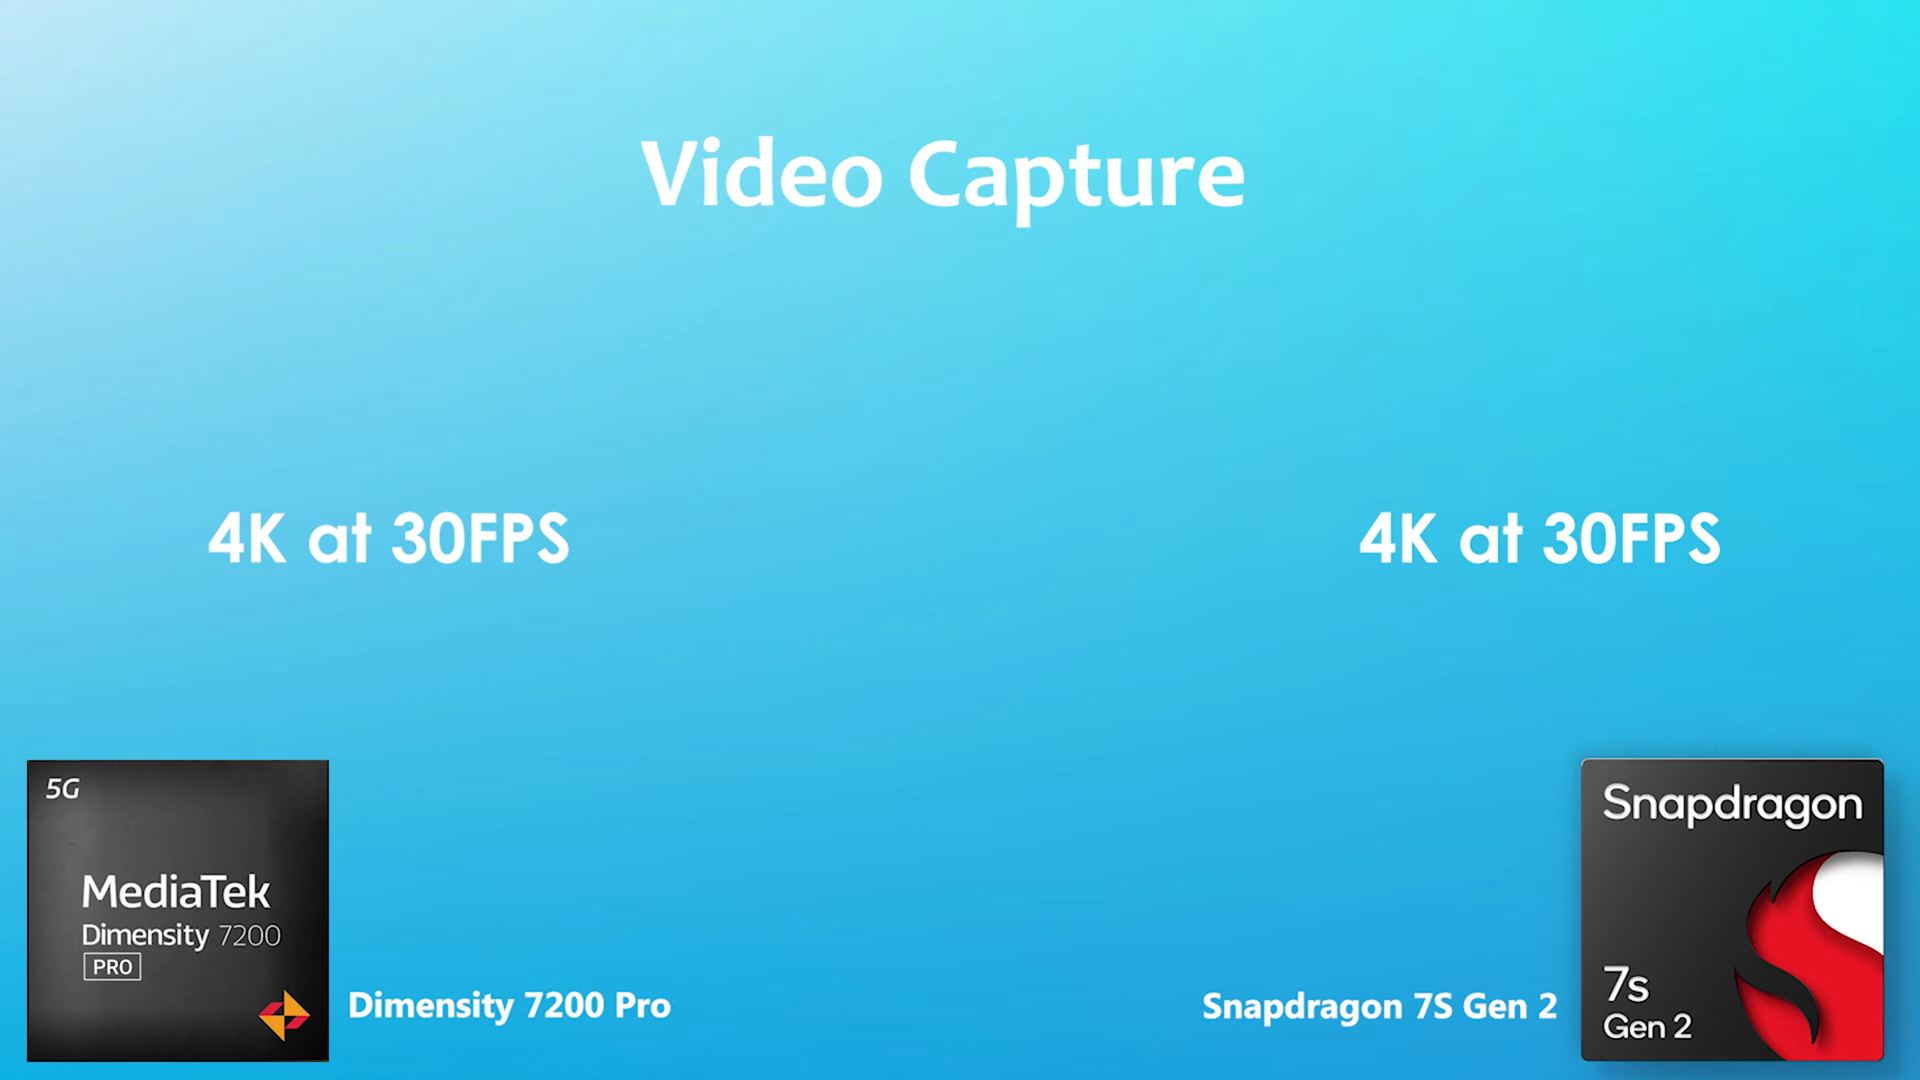 Video Capture
4K at 30FPS
4K at 30FPS
5G
MediaTek
Dimensity 7200
PRO
Dimensity 7200 Pro
Snapdragon 7S Gen 2
Snapdragon
7s
Gen 2